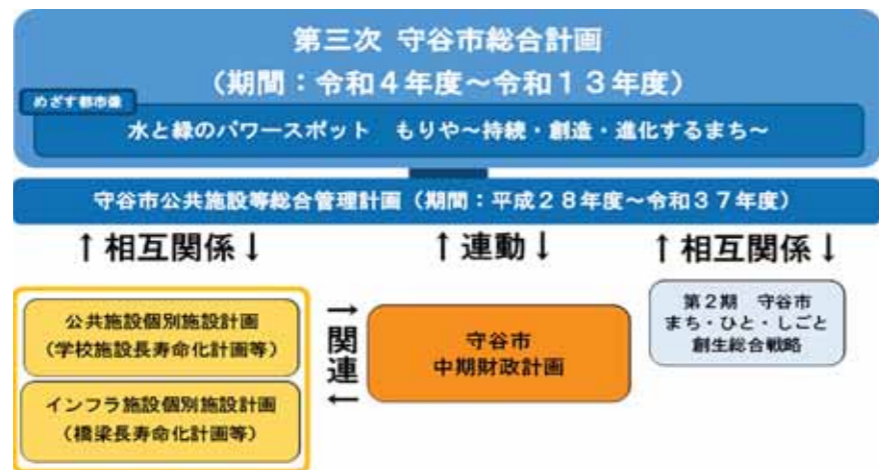 第三次 守谷市総合計画
（期間：令和４年度～令和１３年度）
めざす都市像
水と緑のパワースポット　もりや～持続・創造・進化するまち～
守谷市公共施設等総合管理計画（期間：平成２８年度～令和３７年度）
↑相互関係↓
↑連動↓
↑相互関係↓
公共施設個別施設計画
（学校施設長寿命化計画等）
インフラ施設個別施設計画
（橋梁長寿命化計画等）
→
関
連
←
守谷市
中期財政計画
第２期　守谷市
まち・ひと・しごと
創生総合戦略